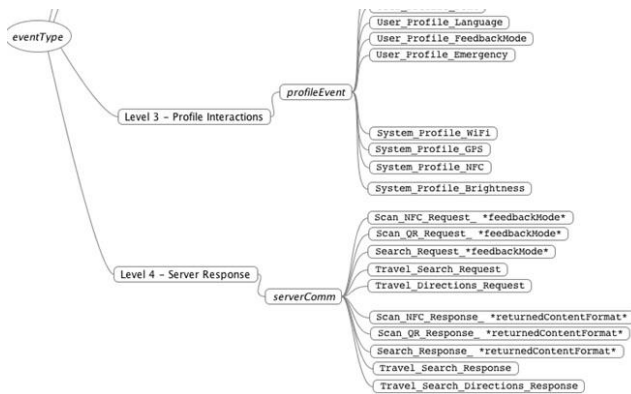 eventType
User_Profile_Language
User_Profile_FeedbackMode
User_Profile_Emergency
profileEvent
Level 3 – Profile Interactions
System_Profile_WiFi
System_Profile_GPS
System_Profile_NFC
System_Profile_Brightness
Scan_NFC_Request_ *feedbackMode*
Scan_QR_Request_ *feedbackMode*
Search_Request_*feedbackMode*
Level 4 – Server Response
Travel_Search_Request
Travel_Directions_Request
serverComm
Scan_NFC_Response_ *returnedContentFormat*
Scan_QR_Response_ *returnedContentFormat*
Search_Response_ *returnedContentFormat*
Travel_Search_Response
Travel_Search_Directions_Response